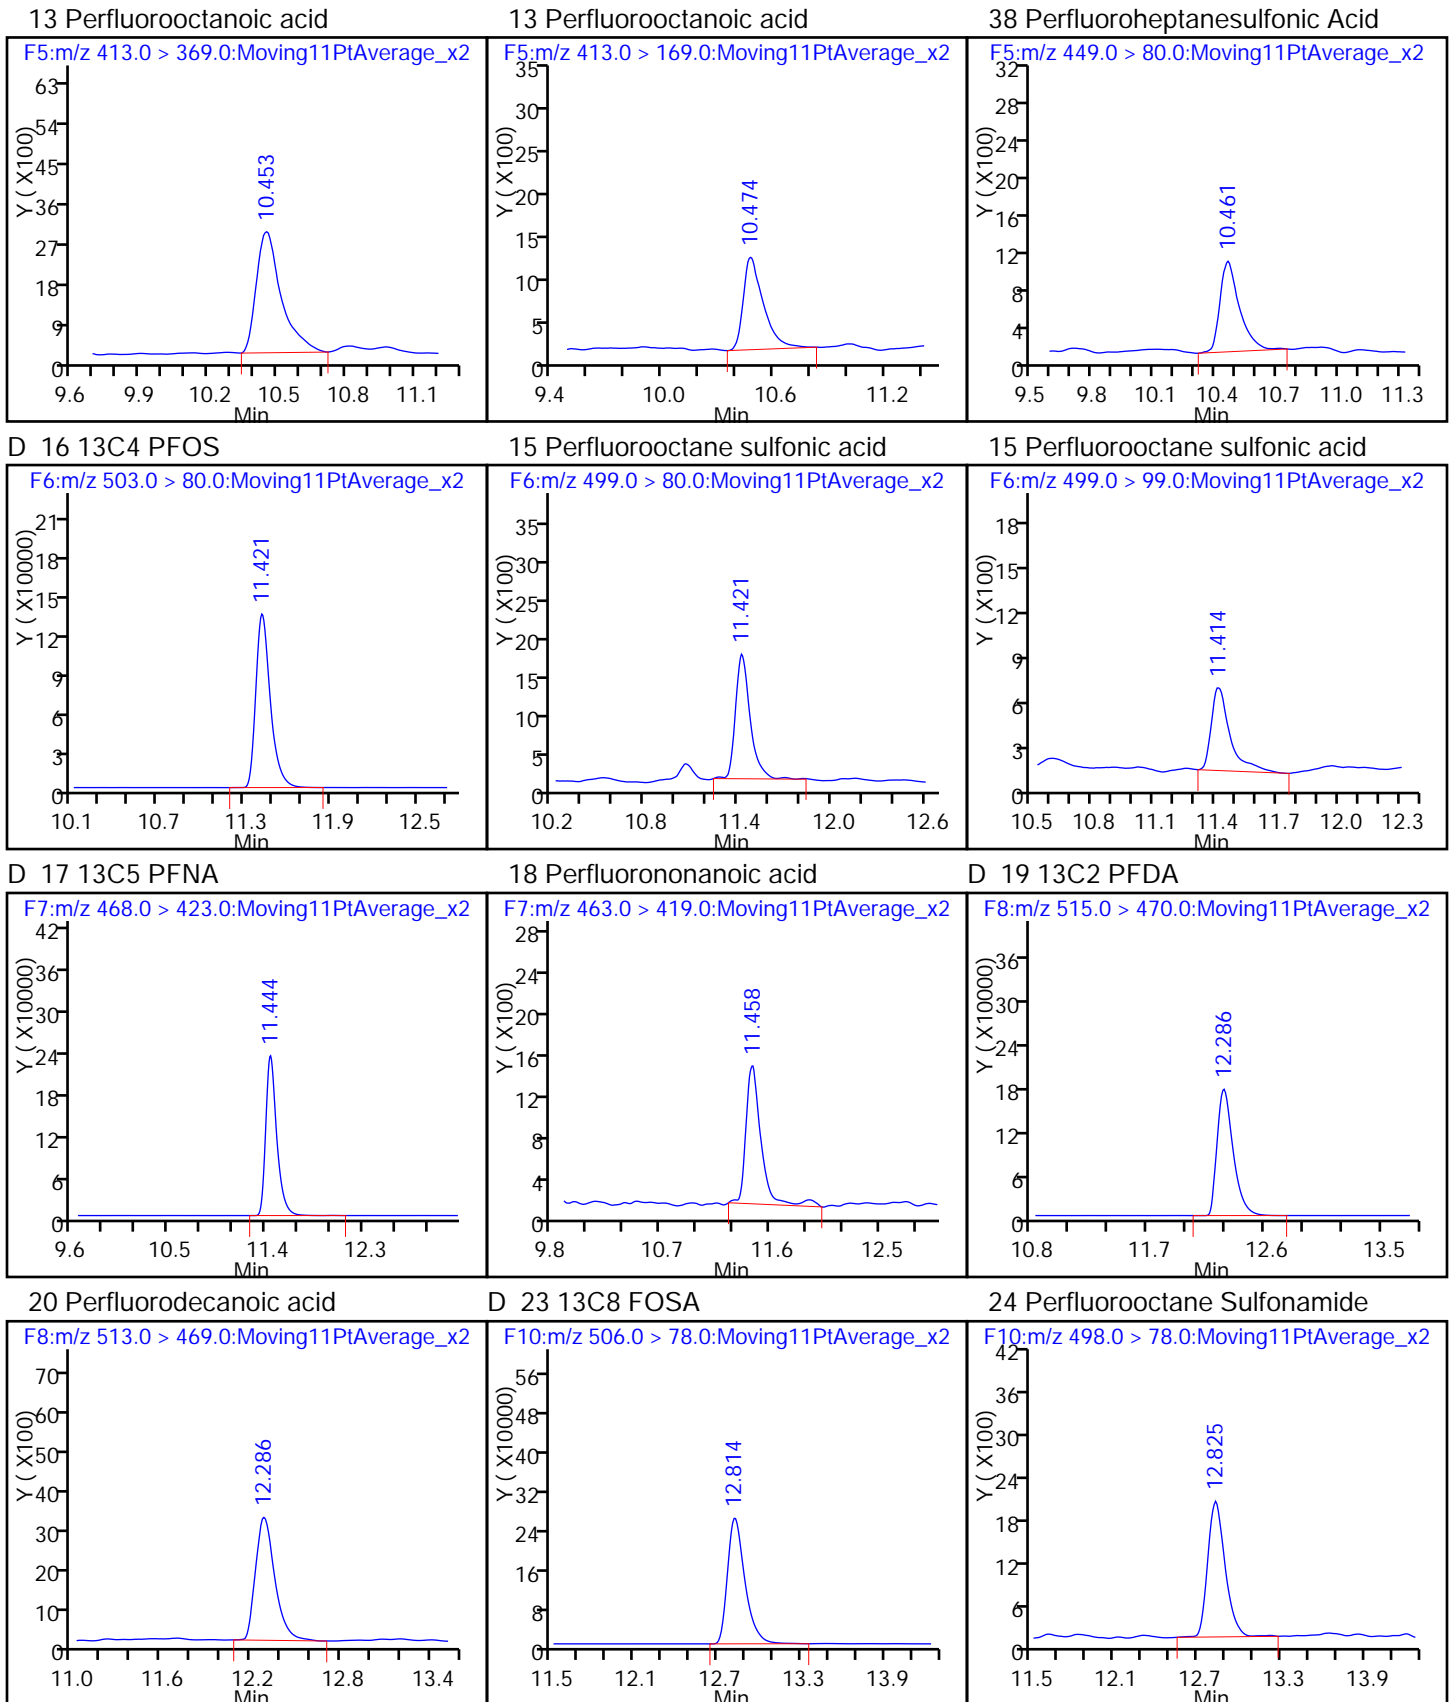 13 Perfluorooctanoic acid
F5:m/z 413.0 > 369.0:Moving11PtAverage_x2
Y ( X100)
63
54
45
36
27
18
9
0
10.453
9.6 9.9 10.2 10.5 10.8 11.1
Min
13 Perfluorooctanoic acid
F5:m/z 413.0 > 169.0:Moving11PtAverage_x2
Y ( X100)
35
30
25
20
15
10
5
0
10.474
9.4 10.0 10.6 11.2
Min
38 Perfluoroheptanesulfonic Acid
F5:m/z 449.0 > 80.0:Moving11PtAverage_x2
Y ( X100)
32
28
24
20
16
12
8
4
0
10.461
9.5 9.8 10.1 10.4 10.7 11.0 11.3
Min
D 16 13C4 PFOS
F6:m/z 503.0 > 80.0:Moving11PtAverage_x2
Y ( X10000)
21
18
15
12
9
6
3
0
11.421
10.1 10.7 11.3 11.9 12.5
Min
15 Perfluorooctane sulfonic acid
F6:m/z 499.0 > 80.0:Moving11PtAverage_x2
Y ( X100)
35
30
25
20
15
10
5
0
11.421
10.2 10.8 11.4 12.0 12.6
Min
15 Perfluorooctane sulfonic acid
F6:m/z 499.0 > 99.0:Moving11PtAverage_x2
Y ( X100)
18
15
12
9
6
3
0
11.414
10.5 10.8 11.1 11.4 11.7 12.0 12.3
Min
D 17 13C5 PFNA
F7:m/z 468.0 > 423.0:Moving11PtAverage_x2
Y ( X10000)
42
36
30
24
18
12
6
0
11.444
9.6 10.5 11.4 12.3
Min
18 Perfluorononanoic acid
F7:m/z 463.0 > 419.0:Moving11PtAverage_x2
Y ( X100)
28
24
20
16
12
8
4
0
11.458
9.8 10.7 11.6 12.5
Min
D 19 13C2 PFDA
F8:m/z 515.0 > 470.0:Moving11PtAverage_x2
Y ( X10000)
36
30
24
18
12
6
0
12.286
10.8 11.7 12.6 13.5
Min
20 Perfluorodecanoic acid
F8:m/z 513.0 > 469.0:Moving11PtAverage_x2
Y ( X100)
70
60
50
40
30
20
10
0
12.286
11.0 11.6 12.2 12.8 13.4
Min
D 23 13C8 FOSA
F10:m/z 506.0 > 78.0:Moving11PtAverage_x2
Y ( X10000)
56
48
40
32
24
16
8
0
12.814
11.5 12.1 12.7 13.3 13.9
Min
24 Perfluorooctane Sulfonamide
F10:m/z 498.0 > 78.0:Moving11PtAverage_x2
Y ( X100)
42
36
30
24
18
12
6
0
12.825
11.5 12.1 12.7 13.3 13.9
Min